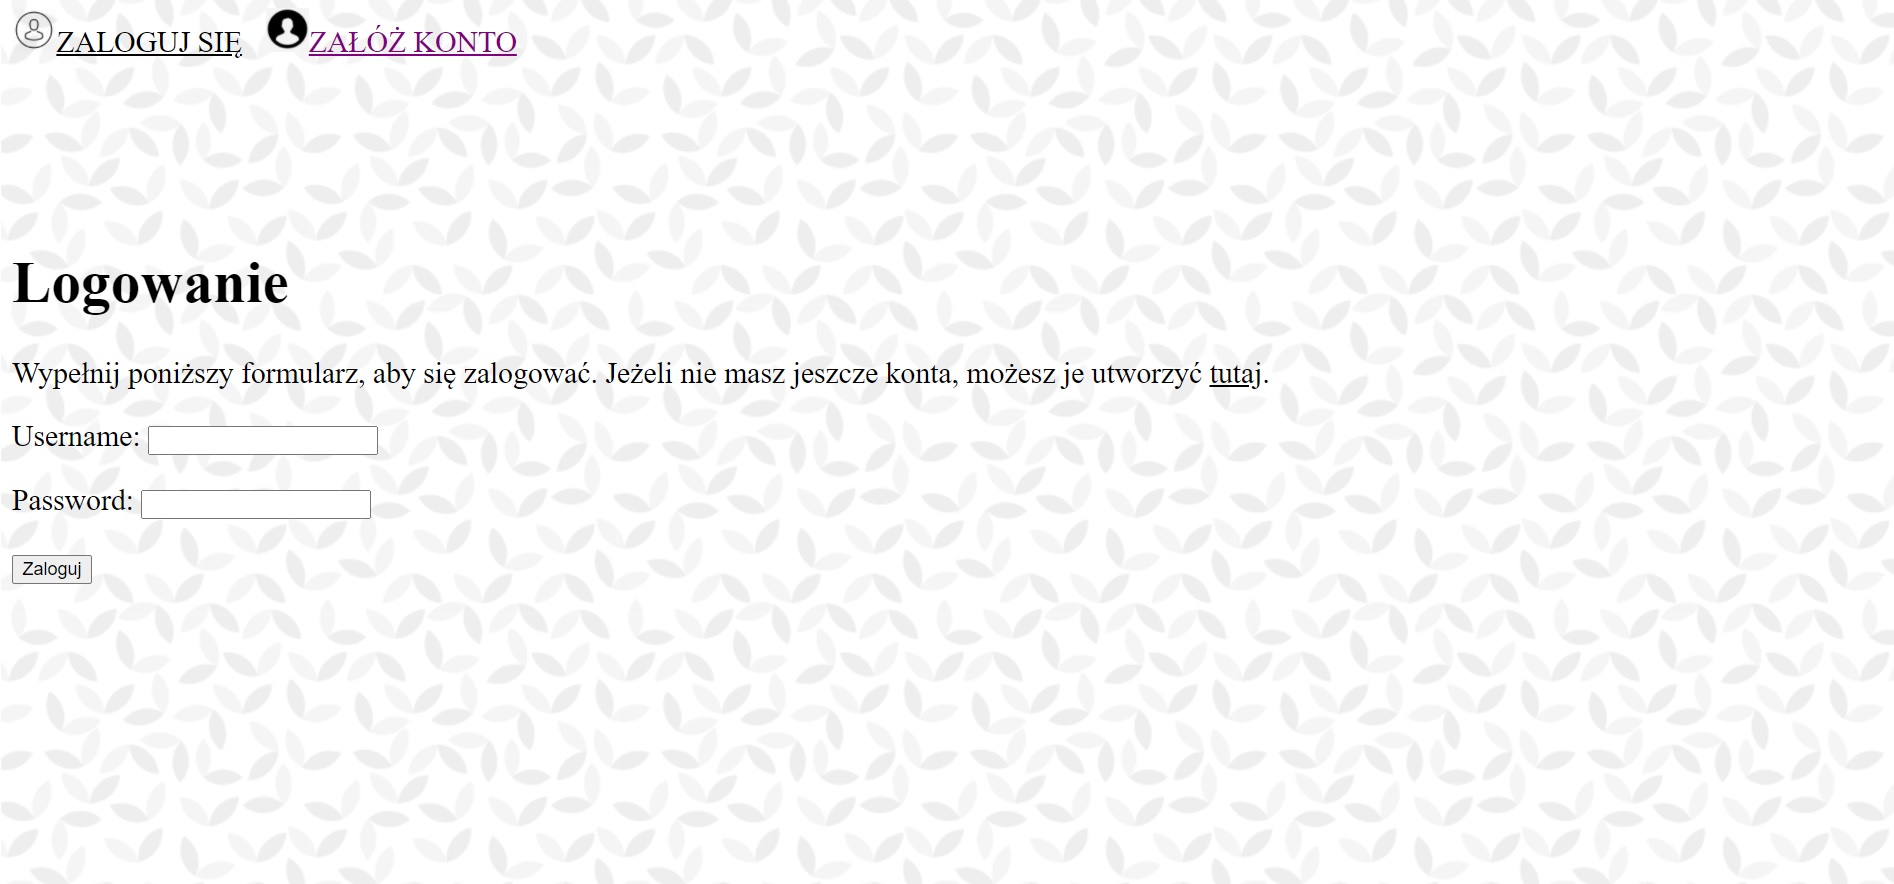 ZALOGUJ SIĘ ZAŁÓŻ KONTO
Logowanie
Wypełnij poniższy formularz, aby się zalogować. Jeżeli nie masz jeszcze konta, możesz je utworzyć tutaj.
Username:
Password:
Zaloguj